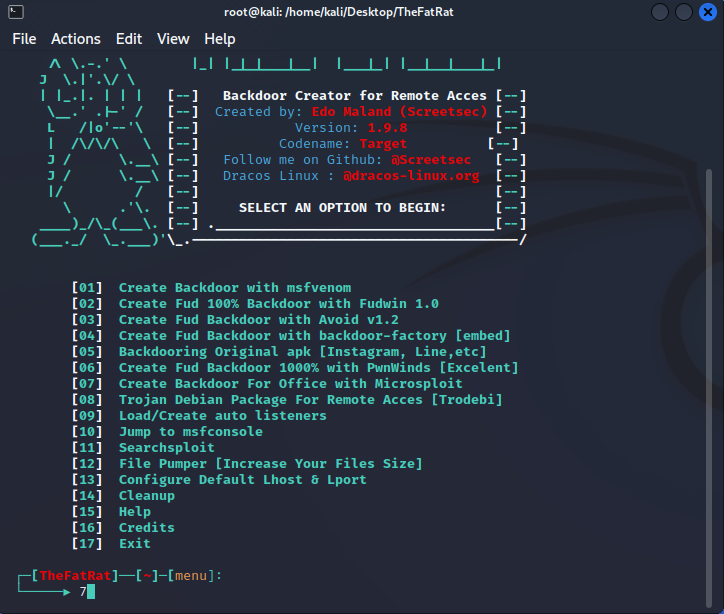 root@kali: /home/kali/Desktop/TheFatRat
File Actions Edit View Help
[--] Backdoor Creator for Remote Acces [--]
[--] Created by: Edo Maland (Screetsec) [--]
[--] Version: 1.9.8 [--]
[--] Codename: Target [--]
[--] Follow me on Github: @Screetsec [--]
[--] Dracos Linux : @dracos-linux.org [--]
[--] [--]
[--] SELECT AN OPTION TO BEGIN: [--]
[--] [--]
[01] Create Backdoor with msfvenom
[02] Create Fud 100% Backdoor with Fudwin 1.0
[03] Create Fud Backdoor with Avoid v1.2
[04] Create Fud Backdoor with backdoor-factory [embed]
[05] Backdooring Original apk [Instagram, Line,etc]
[06] Create Fud Backdoor 1000% with PwnWinds [Excelent]
[07] Create Backdoor For Office with Microsploit
[08] Trojan Debian Package For Remote Acces [Trodebi]
[09] Load/Create auto listeners
[10] Jump to msfconsole
[11] Searchsploit
[12] File Pumper [Increase Your Files Size]
[13] Configure Default Lhost & Lport
[14] Cleanup
[15] Help
[16] Credits
[17] Exit
[TheFatRat]—[~]—[menu]:
7